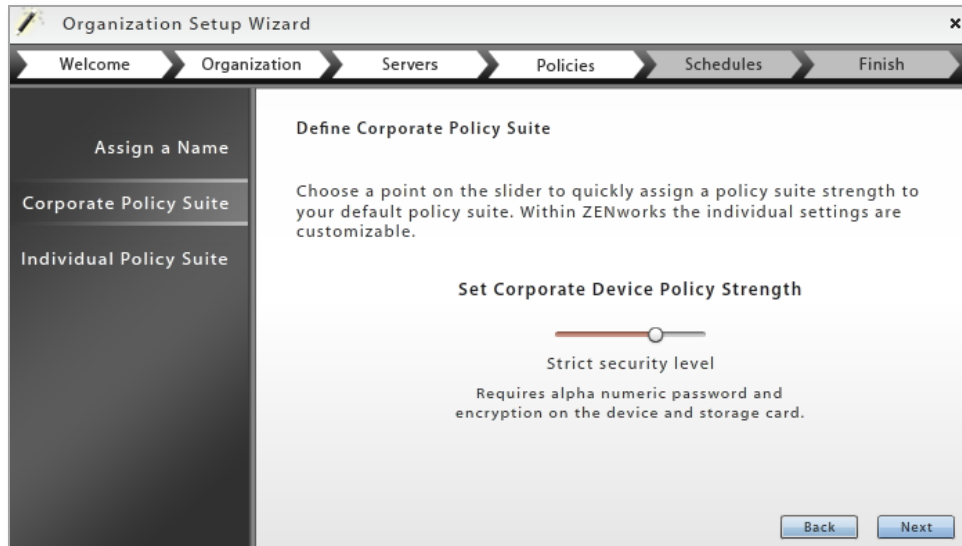 Organization Setup Wizard
x
Welcome
Organization
Servers
Policies
Schedules
Finish
Assign a Name
Corporate Policy Suite
Individual Policy Suite
Define Corporate Policy Suite
Choose a point on the slider to quickly assign a policy suite strength to
your default policy suite. Within ZENworks the individual settings are
customizable.
Set Corporate Device Policy Strength
Strict security level
Requires alpha numeric password and
encryption on the device and storage card.
Back
Next